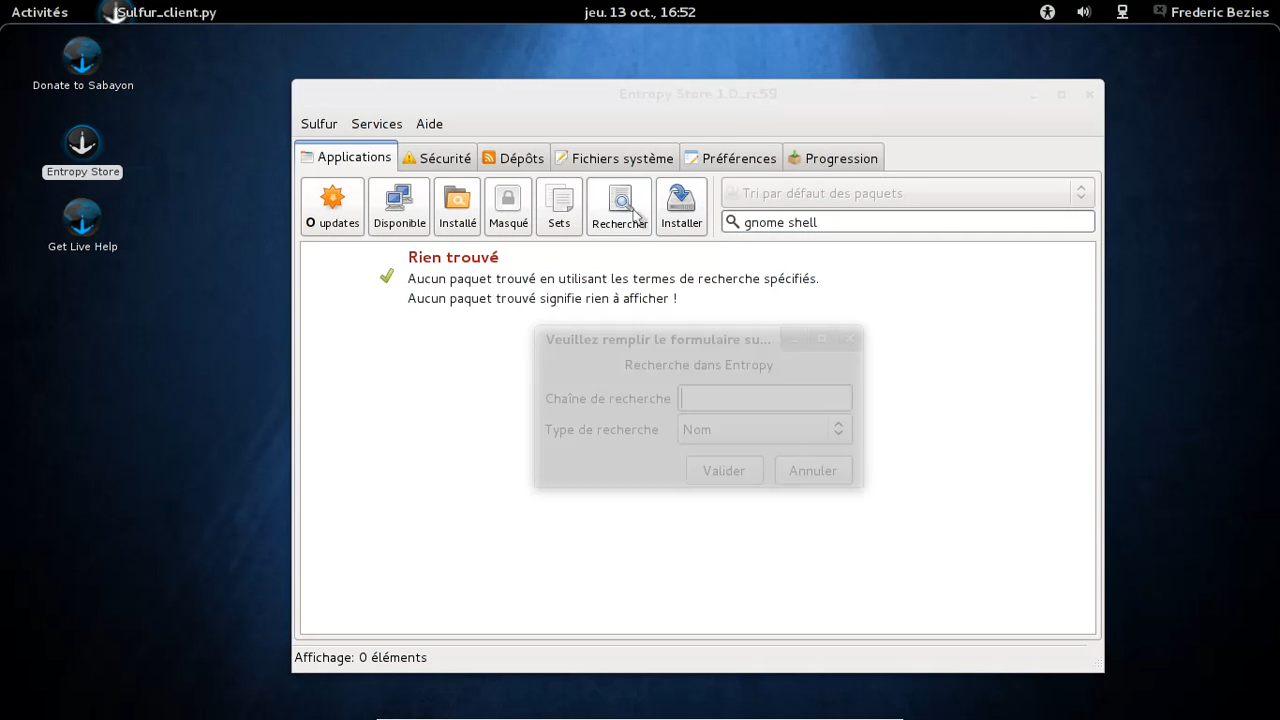 Activités Sulfur_client.py jeu. 13 oct., 16:52 Frederic Bezies
Donate to Sabayon
Entropy Store
Get Live Help
Entropy Store 1.0_rc59
Sulfur Services Aide
Applications Sécurité Dépôts Fichiers système Préférences Progression
0 updates Disponible Installé Masqué Sets Rechercher Installer
Tri par défaut des paquets
gnome shell
Rien trouvé
Aucun paquet trouvé en utilisant les termes de recherche spécifiés.
Aucun paquet trouvé signifie rien à afficher !
Veuillez remplir le formulaire su...
Recherche dans Entropy
Chaîne de recherche
Type de recherche Nom
Valider Annuler
Affichage: 0 éléments